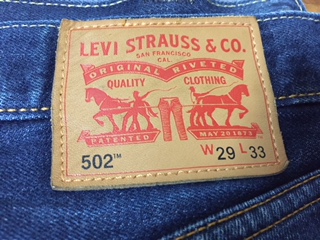 LEVI STRAUSS & CO.
SAN FRANCISCO
CAL.
ORIGINAL RIVETED
QUALITY CLOTHING
PATENTED MAY 20 1873
502™ W 29 L 33